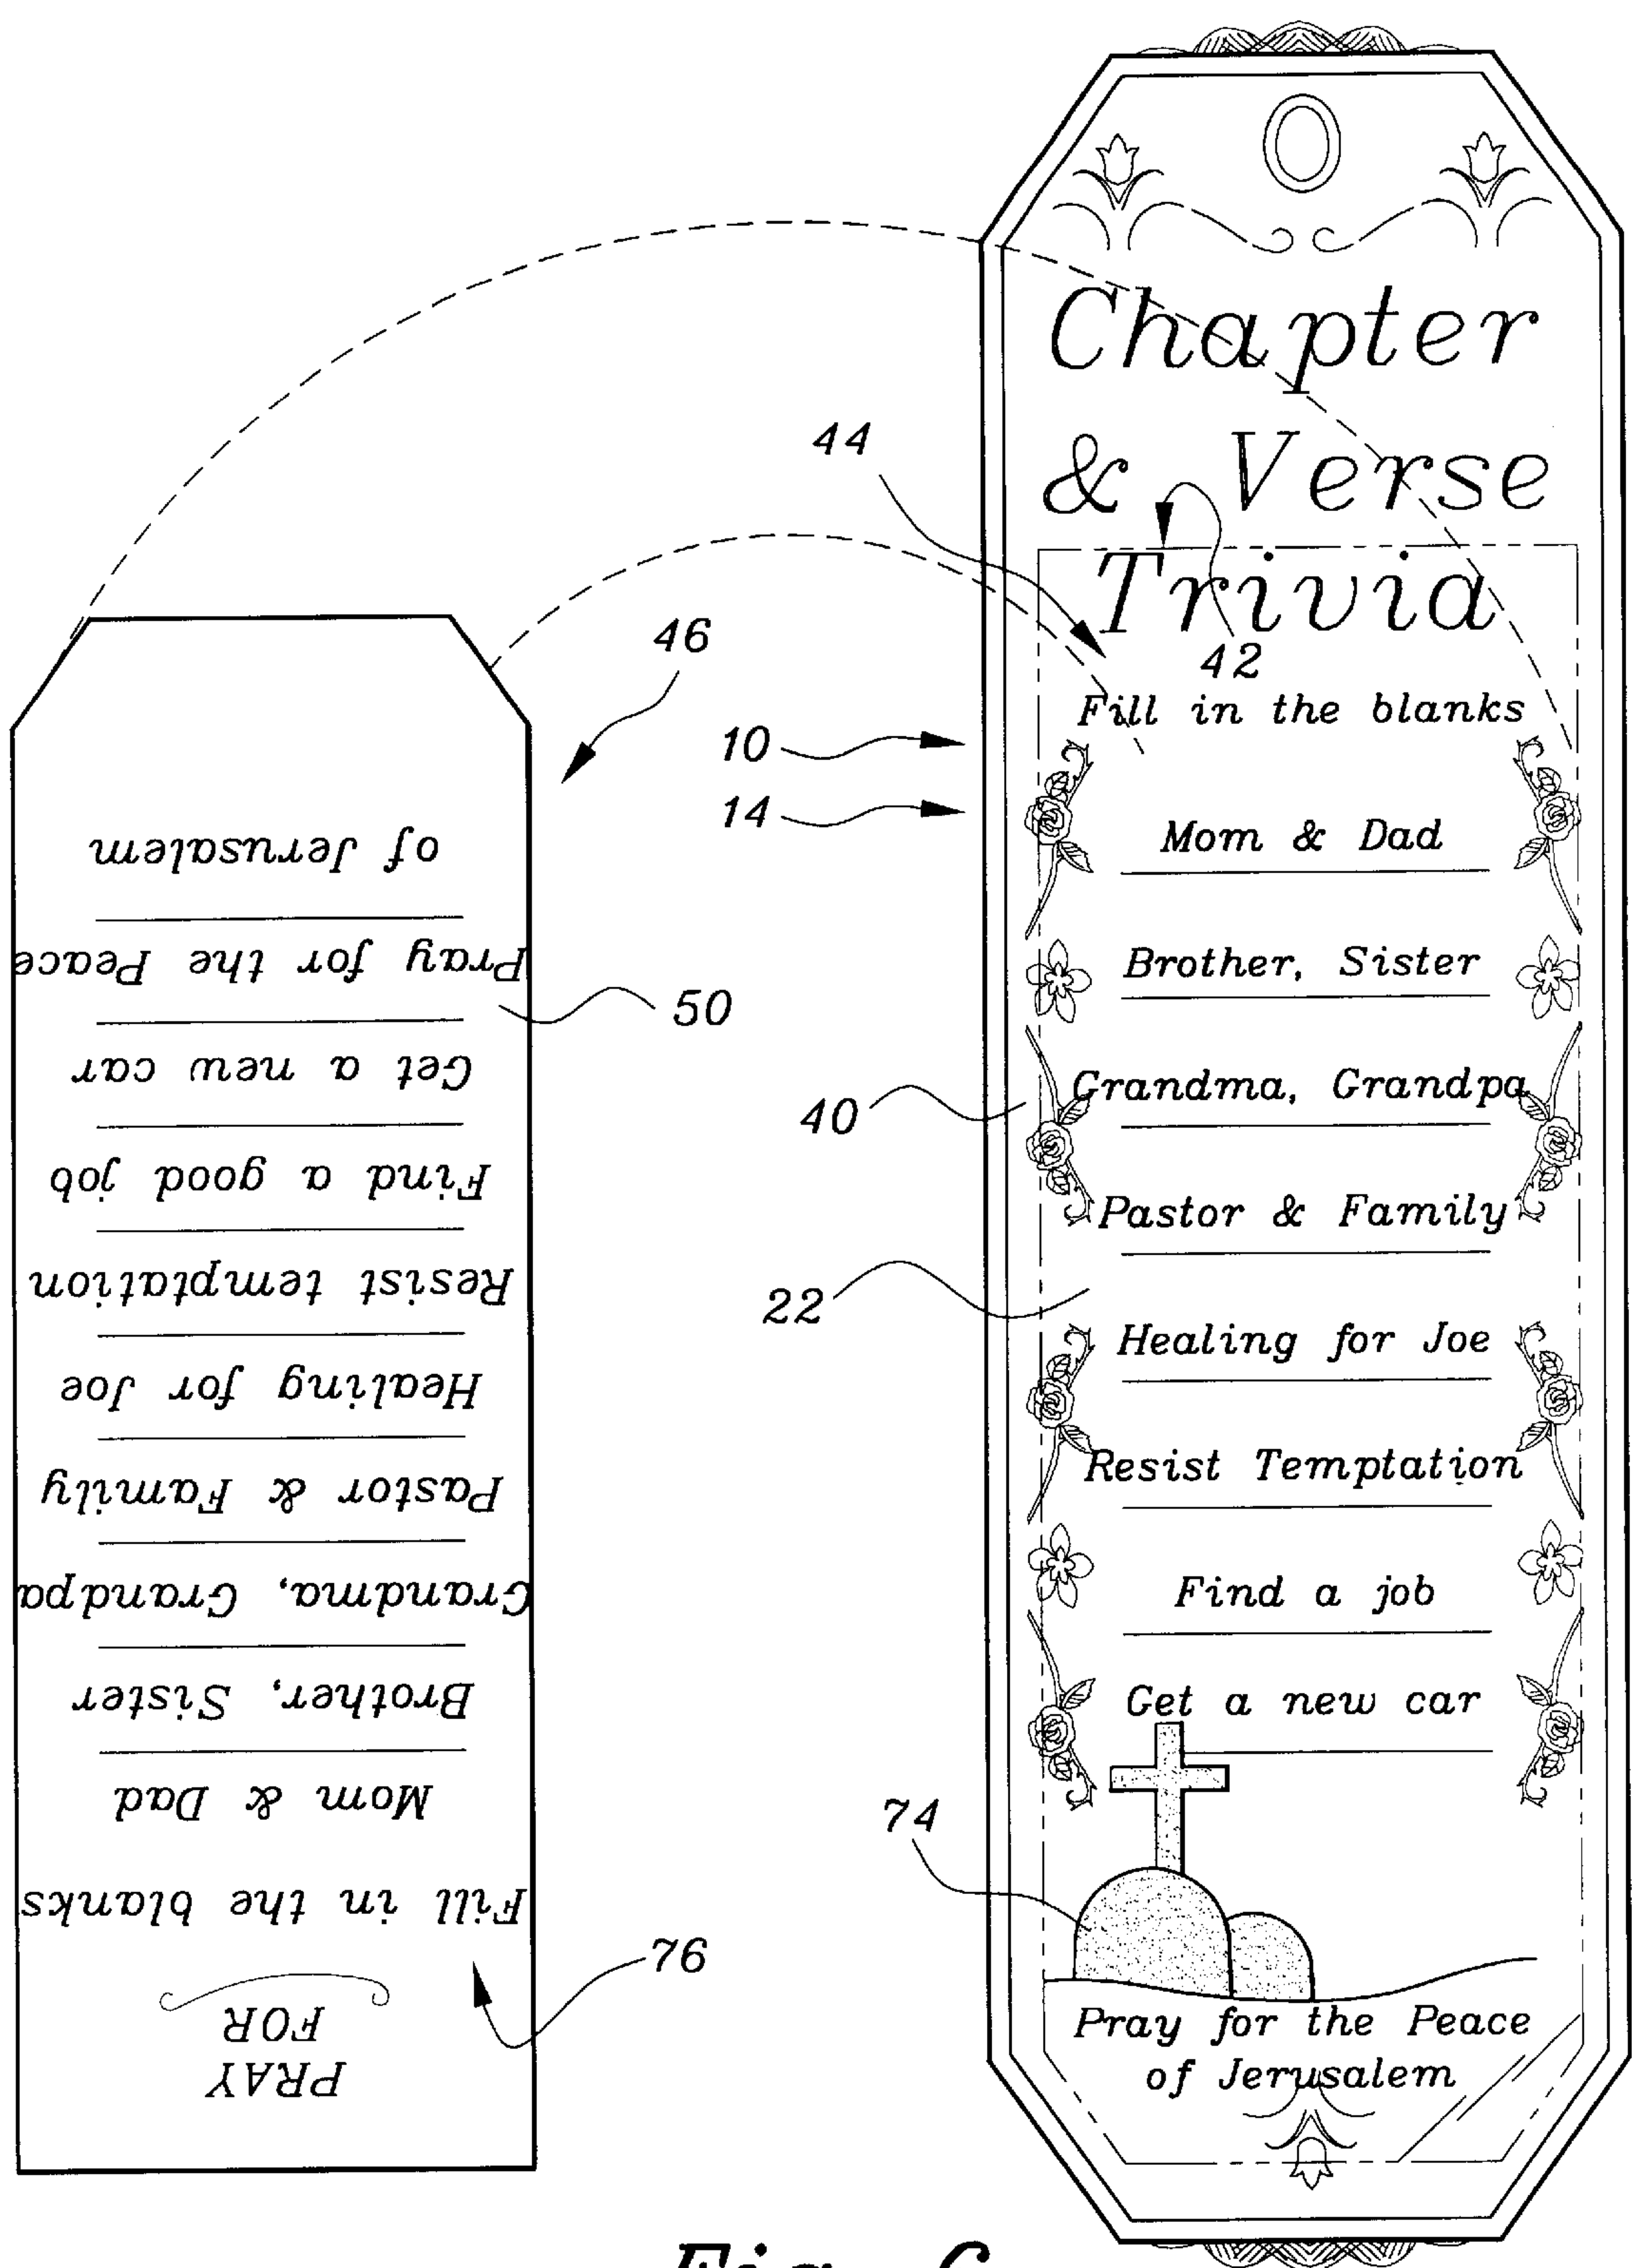 Chapter
& Verse
Trivia
Fill in the blanks
Mom & Dad
Brother, Sister
Grandma, Grandpa
Pastor & Family
Healing for Joe
Resist Temptation
Find a job
Get a new car
Pray for the Peace
of Jerusalem
44
42
46
10
14
50
40
22
74
76
PRAY
FOR
Fill in the blanks
Mom & Dad
Brother, Sister
Grandma, Grandpa
Pastor & Family
Healing for Joe
Resist temptation
Find a good job
Get a new car
Pray for the Peace
of Jerusalem
Fig